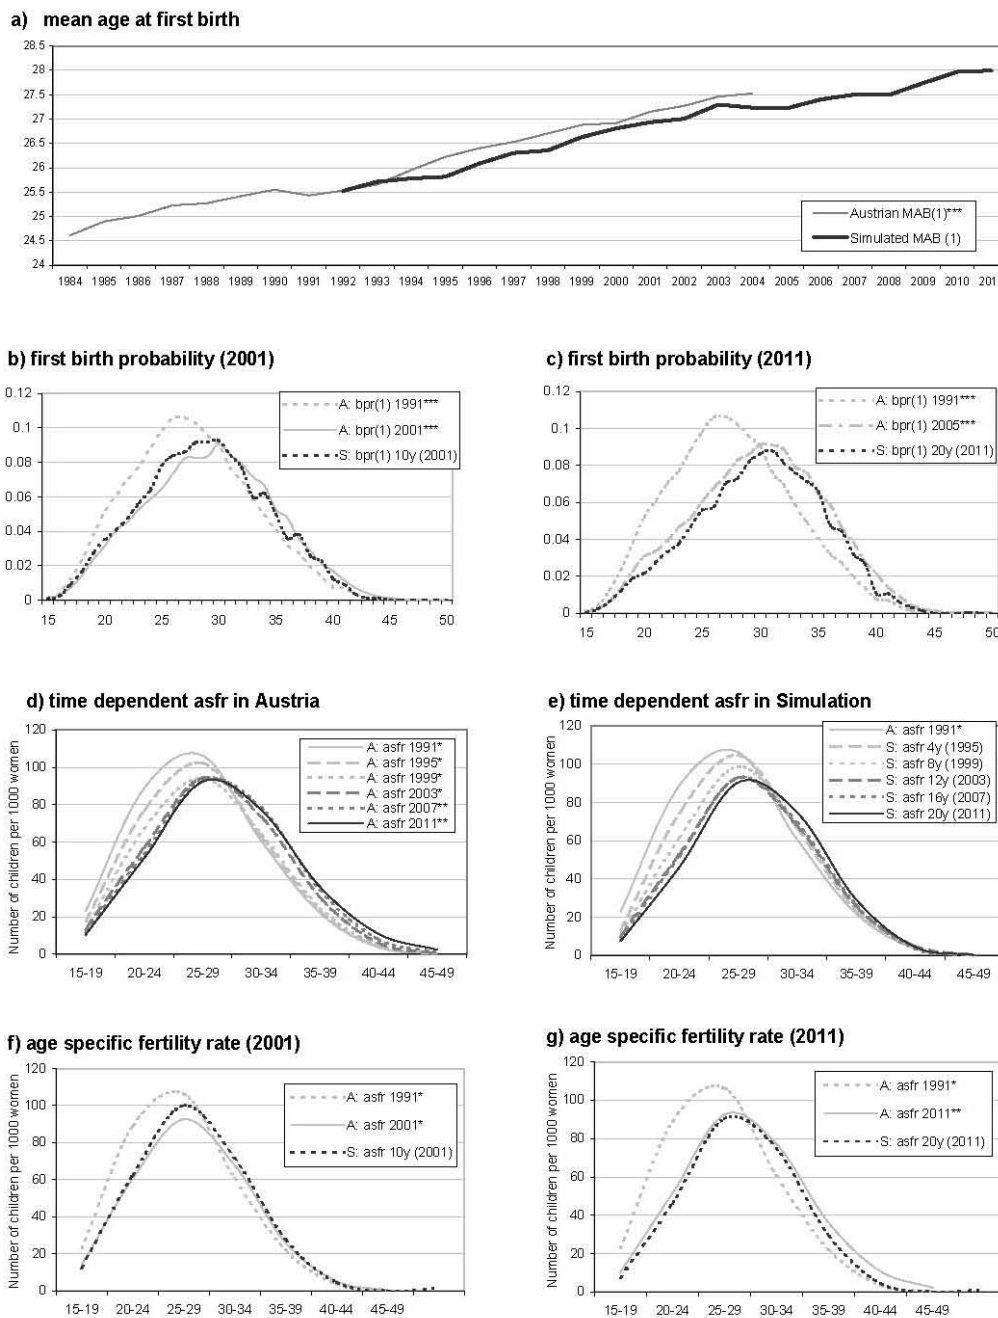 a) mean age at first birth
28.5
28
27.5
27
26.5
26
25.5
25
24.5
24
Austrian MAB(1)***
Simulated MAB (1)
1984 1985 1986 1987 1988 1989 1990 1991 1992 1993 1994 1995 1996 1997 1998 1999 2000 2001 2002 2003 2004 2005 2006 2007 2008 2009 2010 201
b) first birth probability (2001)
0.12
0.1
0.08
0.06
0.04
0.02
0
A: bpr(1) 1991***
A: bpr(1) 2001***
S: bpr(1) 10y (2001)
15 20 25 30 35 40 45 50
c) first birth probability (2011)
0.12
0.1
0.08
0.06
0.04
0.02
0
A: bpr(1) 1991***
A: bpr(1) 2005***
S: bpr(1) 20y (2011)
15 20 25 30 35 40 45 50
d) time dependent asfr in Austria
Number of children per 1000 women
120
100
80
60
40
20
0
A: asfr 1991*
A: asfr 1995*
A: asfr 1999*
A: asfr 2003*
A: asfr 2007**
A: asfr 2011**
15-19 20-24 25-29 30-34 35-39 40-44 45-49
e) time dependent asfr in Simulation
Number of children per 1000 women
120
100
80
60
40
20
0
A: asfr 1991*
S: asfr 4y (1995)
S: asfr 8y (1999)
S: asfr 12y (2003)
S: asfr 16y (2007)
S: asfr 20y (2011)
15-19 20-24 25-29 30-34 35-39 40-44 45-49
f) age specific fertility rate (2001)
Number of children per 1000 women
120
100
80
60
40
20
0
A: asfr 1991*
A: asfr 2001*
S: asfr 10y (2001)
15-19 20-24 25-29 30-34 35-39 40-44 45-49
g) age specific fertility rate (2011)
Number of children per 1000 women
120
100
80
60
40
20
0
A: asfr 1991*
A: asfr 2011**
S: asfr 20y (2011)
15-19 20-24 25-29 30-34 35-39 40-44 45-49